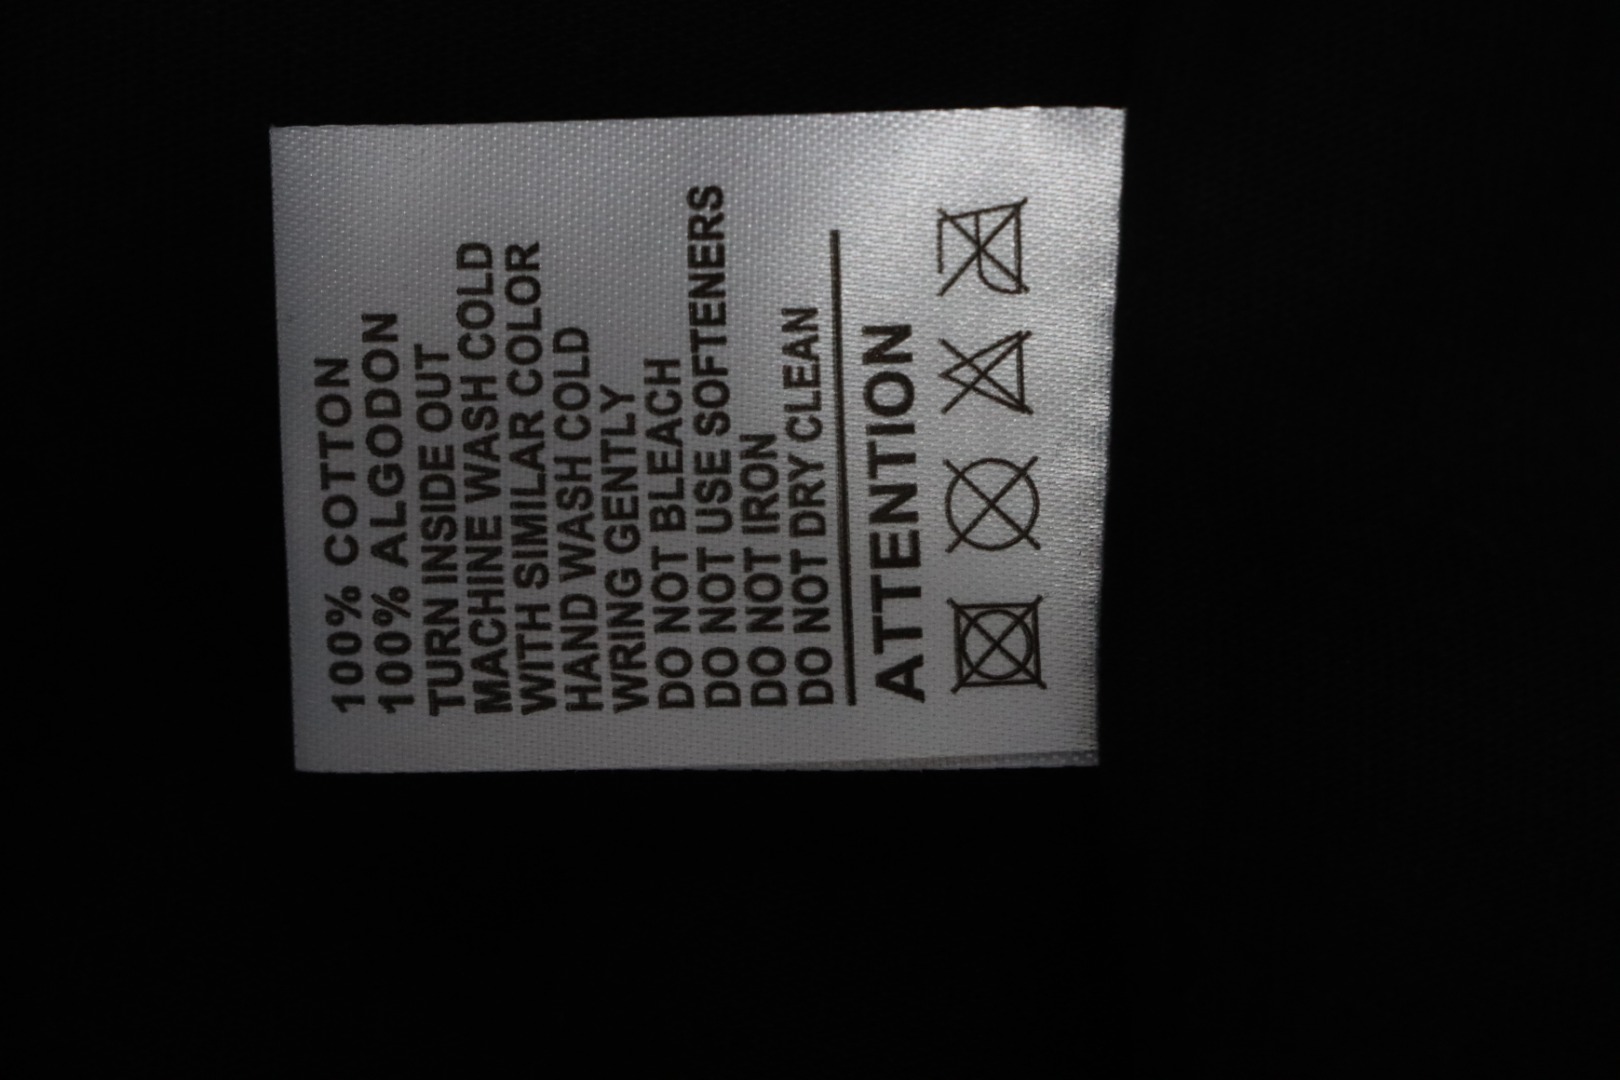 100% COTTON
100% ALGODON
TURN INSIDE OUT
MACHINE WASH COLD
WITH SIMILAR COLOR
HAND WASH COLD
WRING GENTLY
DO NOT BLEACH
DO NOT USE SOFTENERS
DO NOT IRON
DO NOT DRY CLEAN
ATTENTION